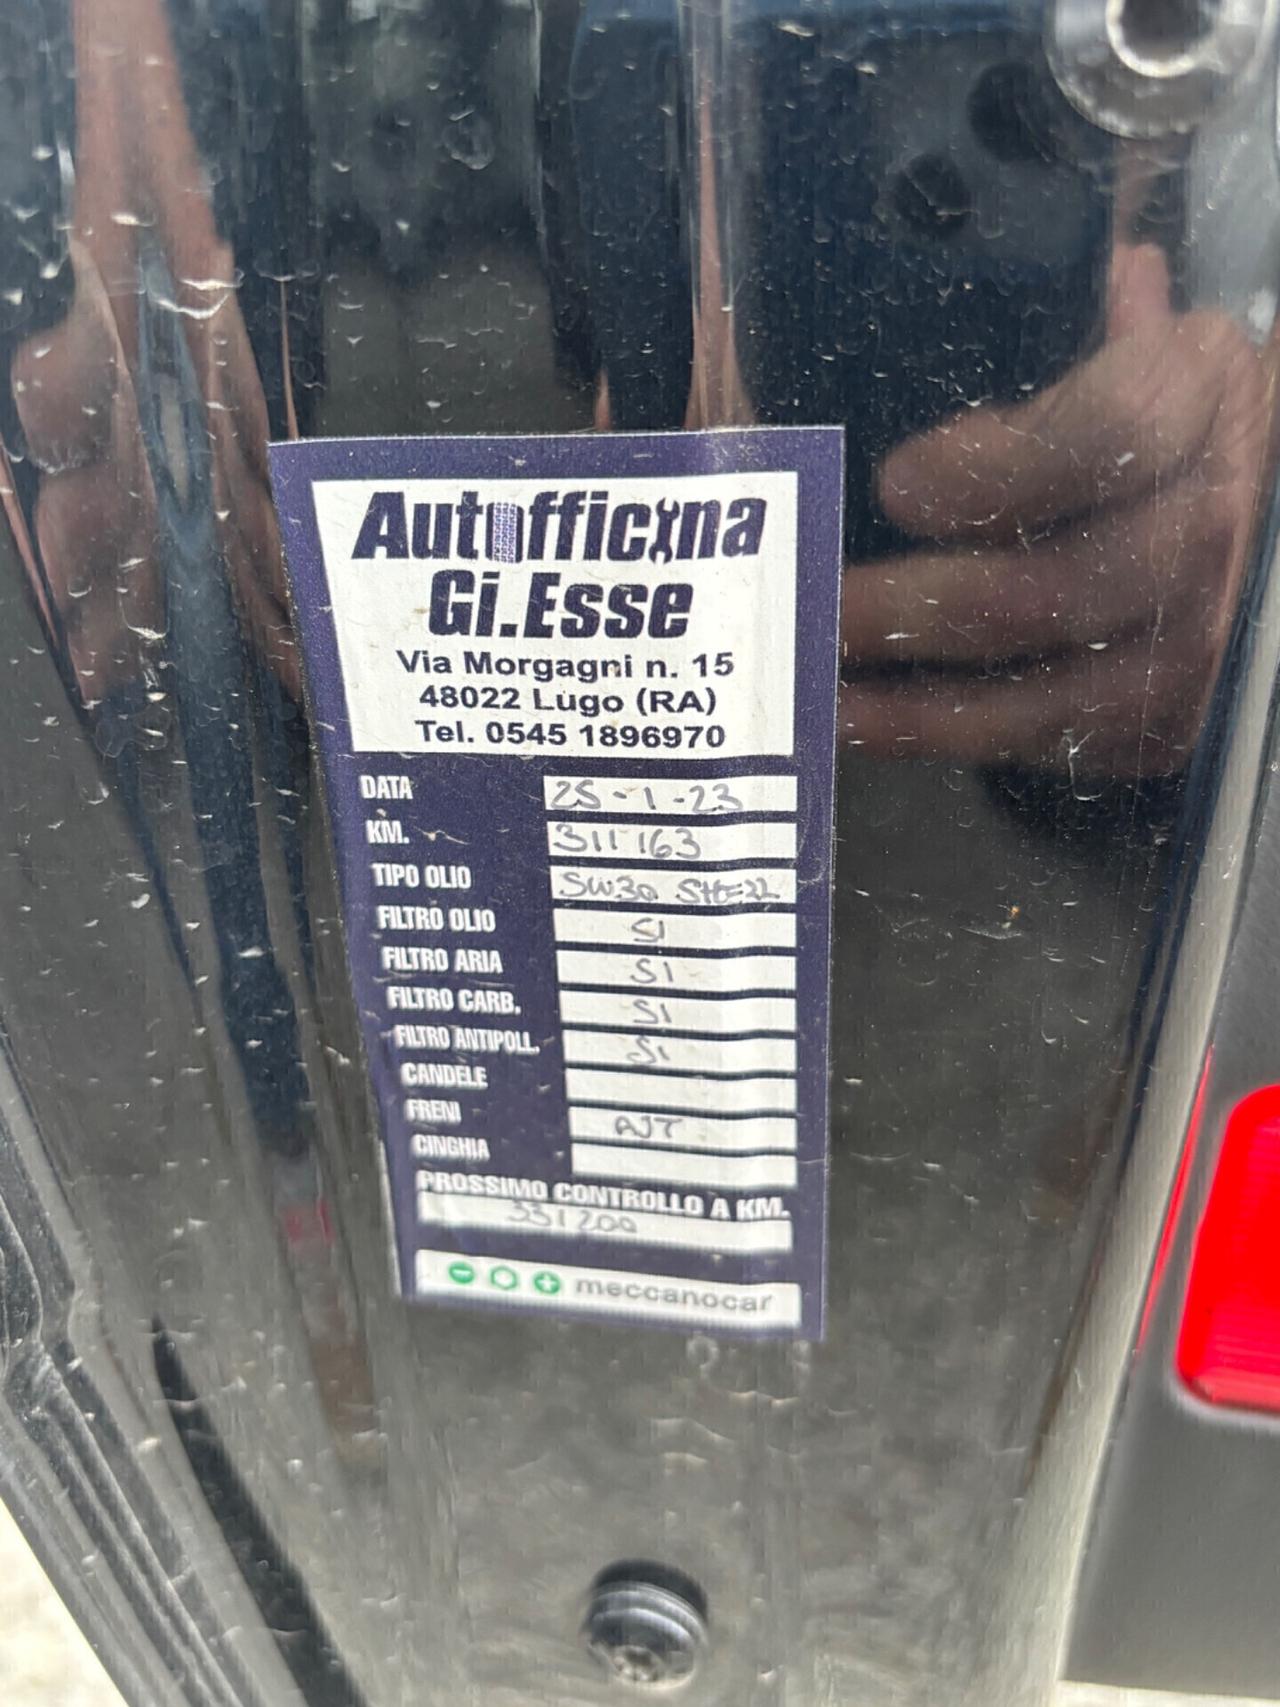 Autofficina
Gi.Esse
Via Morgagni n. 15
48022 Lugo (RA)
Tel. 0545 1896970
DATA 25-1-23
KM. 311163
TIPO OLIO 5W30 SHELL
FILTRO OLIO SI
FILTRO ARIA SI
FILTRO CARB. SI
FILTRO ANTIPOLL. SI
CANDELE
FRENI
CINGHIA
PROSSIMO CONTROLLO A KM.
331200
meccanocar